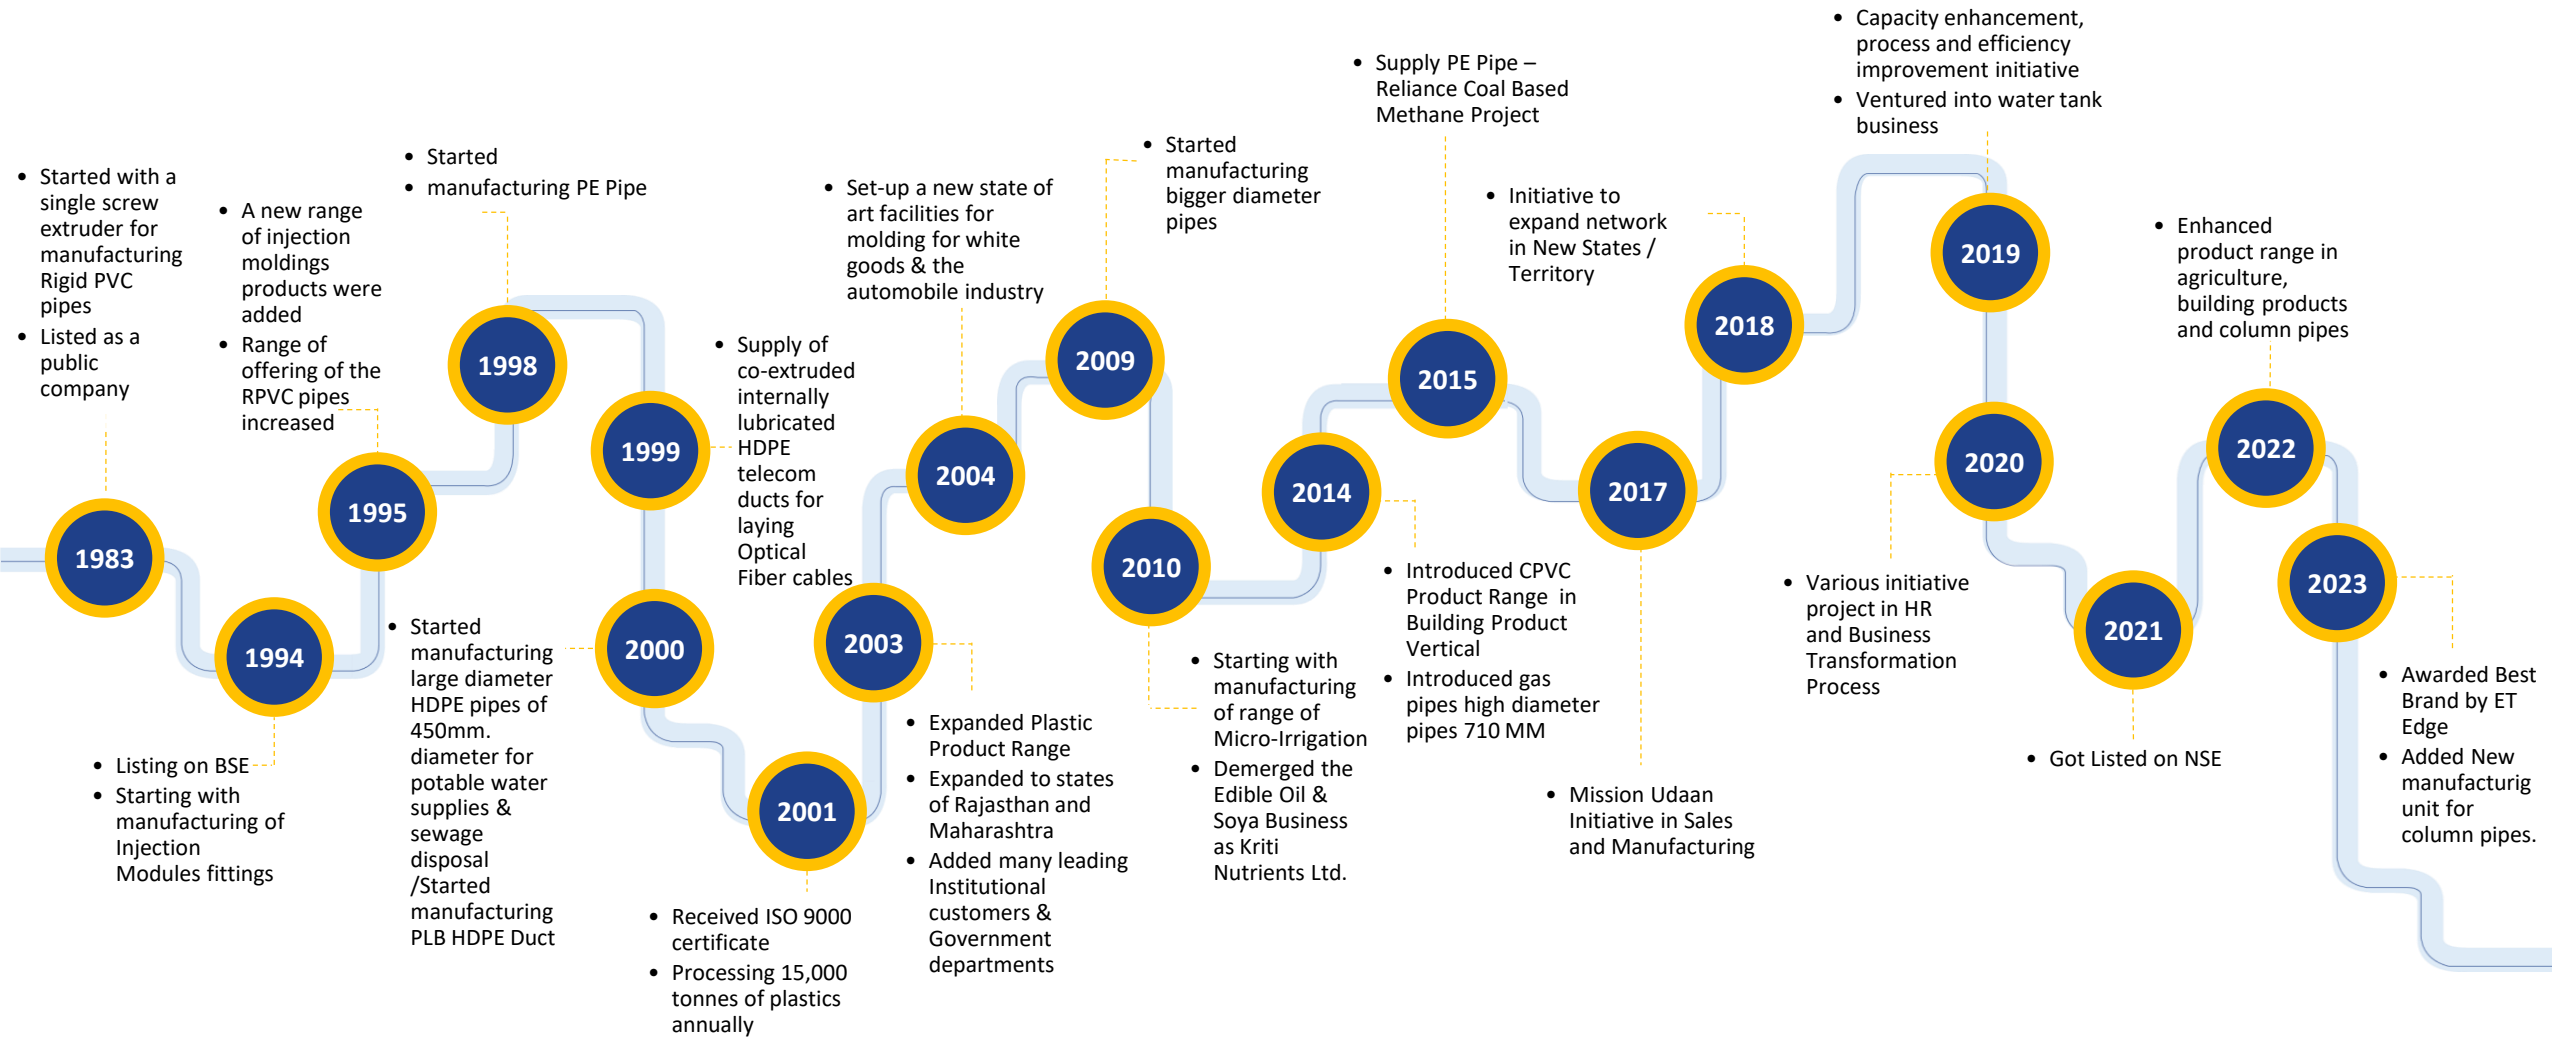 1983
• Started with a
single screw
extruder for
manufacturing
Rigid PVC
pipes
• Listed as a
public
company
1994
• Listing on BSE
• Starting with
manufacturing of
Injection
Modules fittings
1995
• A new range
of injection
moldings
products were
added
• Range of
offering of the
RPVC pipes
increased
1998
• Started
• manufacturing PE Pipe
1999
• Supply of
co-extruded
internally
lubricated
HDPE
telecom
ducts for
laying
Optical
Fiber cables
2000
• Started
manufacturing
large diameter
HDPE pipes of
450mm.
diameter for
potable water
supplies &
sewage
disposal
/Started
manufacturing
PLB HDPE Duct
2001
• Received ISO 9000
certificate
• Processing 15,000
tonnes of plastics
annually
2003
• Expanded Plastic
Product Range
• Expanded to states
of Rajasthan and
Maharashtra
• Added many leading
Institutional
customers &
Government
departments
2004
• Set-up a new state of
art facilities for
molding for white
goods & the
automobile industry
2009
• Started
manufacturing
bigger diameter
pipes
2010
• Starting with
manufacturing
of range of
Micro-Irrigation
• Demerged the
Edible Oil &
Soya Business
as Kriti
Nutrients Ltd.
2014
• Introduced CPVC
Product Range in
Building Product
Vertical
• Introduced gas
pipes high diameter
pipes 710 MM
2015
• Supply PE Pipe –
Reliance Coal Based
Methane Project
2017
• Mission Udaan
Initiative in Sales
and Manufacturing
2018
• Initiative to
expand network
in New States /
Territory
2019
• Capacity enhancement,
process and efficiency
improvement initiative
• Ventured into water tank
business
2020
• Various initiative
project in HR
and Business
Transformation
Process
2021
• Got Listed on NSE
2022
• Enhanced
product range in
agriculture,
building products
and column pipes
2023
• Awarded Best
Brand by ET
Edge
• Added New
manufacturig
unit for
column pipes.